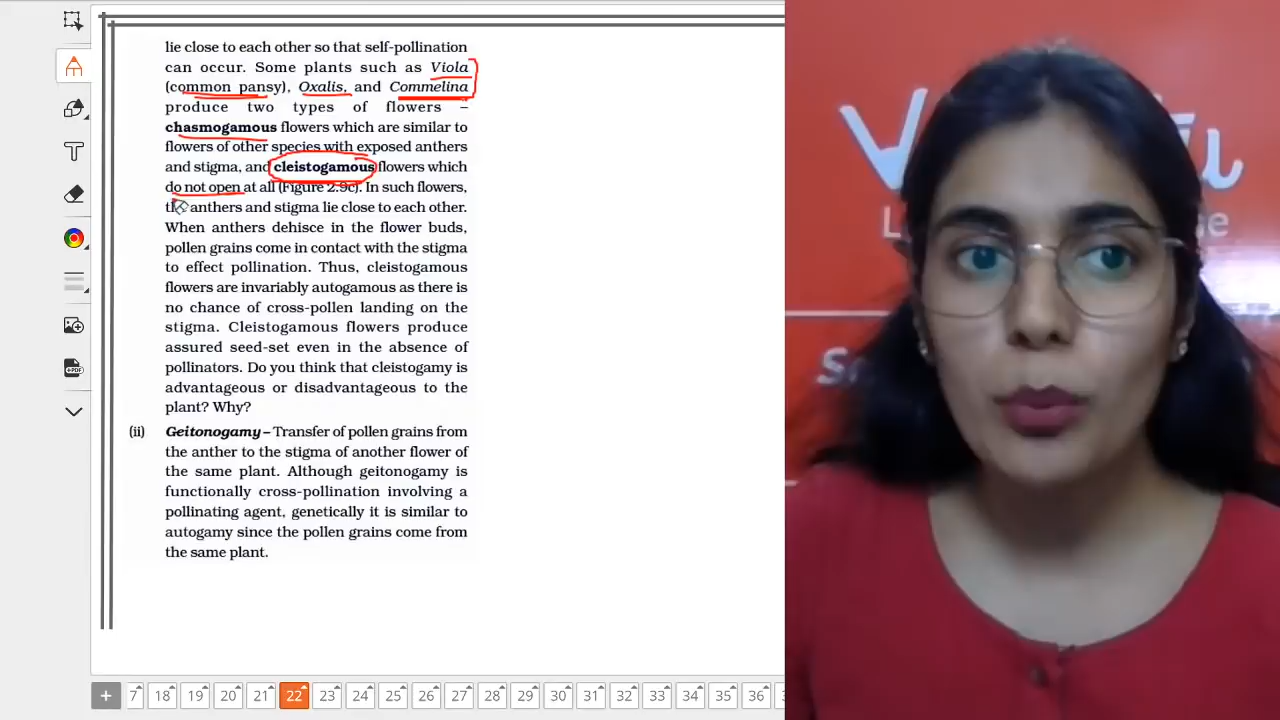 lie close to each other so that self-pollination
can occur. Some plants such as Viola
(common pansy), Oxalis, and Commelina
produce two types of flowers –
chasmogamous flowers which are similar to
flowers of other species with exposed anthers
and stigma, and cleistogamous flowers which
do not open at all (Figure 2.9c). In such flowers,
the anthers and stigma lie close to each other.
When anthers dehisce in the flower buds,
pollen grains come in contact with the stigma
to effect pollination. Thus, cleistogamous
flowers are invariably autogamous as there is
no chance of cross-pollen landing on the
stigma. Cleistogamous flowers produce
assured seed-set even in the absence of
pollinators. Do you think that cleistogamy is
advantageous or disadvantageous to the
plant? Why?
(ii) Geitonogamy – Transfer of pollen grains from
the anther to the stigma of another flower of
the same plant. Although geitonogamy is
functionally cross-pollination involving a
pollinating agent, genetically it is similar to
autogamy since the pollen grains come from
the same plant.
+ 7 18 19 20 21 22 23 24 25 26 27 28 29 30 31 32 33 34 35 36